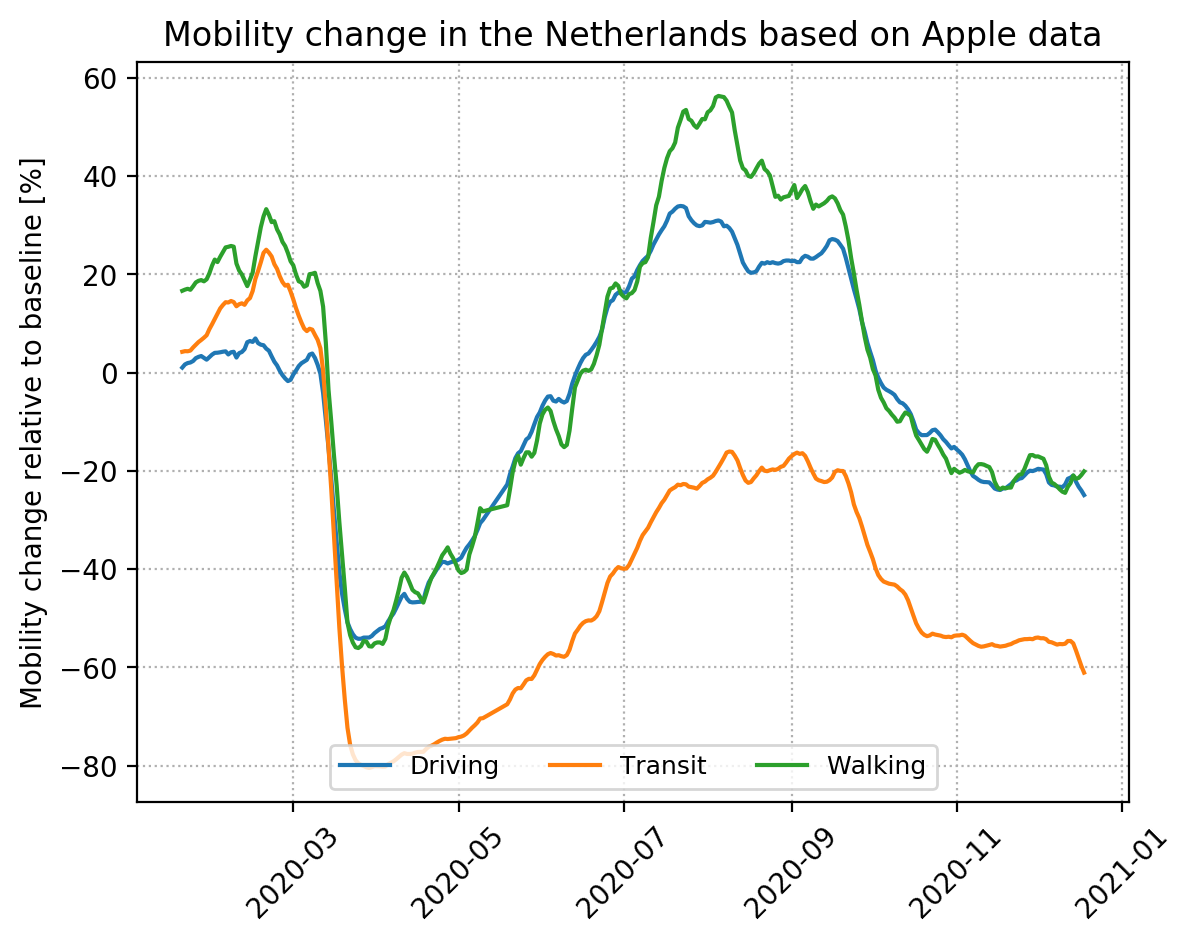 Mobility change in the Netherlands based on Apple data
Mobility change relative to baseline [%]
60
40
20
0
−20
−40
−60
−80
Driving Transit Walking
2020-03 2020-05 2020-07 2020-09 2020-11 2021-01